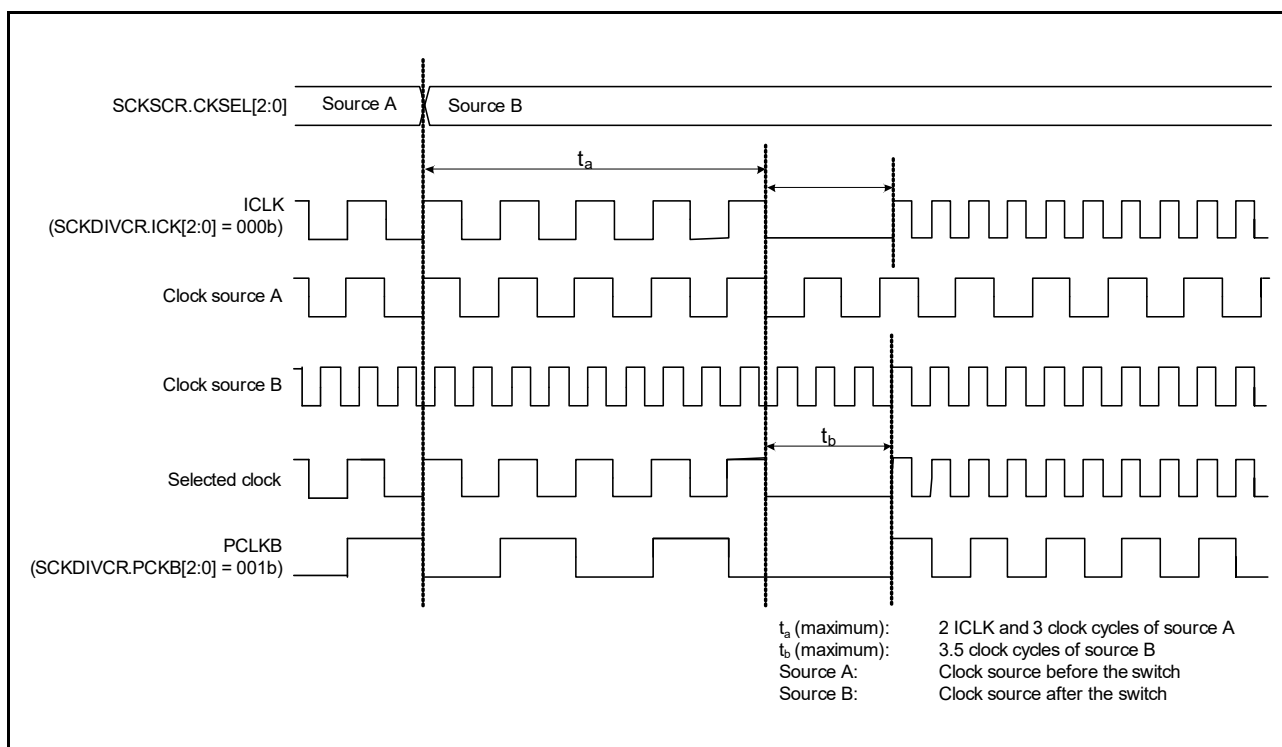 SCKSCR.CKSEL[2:0]
Source A
Source B
ta
ICLK
(SCKDIVCR.ICK[2:0] = 000b)
Clock source A
Clock source B
tb
Selected clock
PCLKB
(SCKDIVCR.PCKB[2:0] = 001b)
ta (maximum): 2 ICLK and 3 clock cycles of source A
tb (maximum): 3.5 clock cycles of source B
Source A: Clock source before the switch
Source B: Clock source after the switch